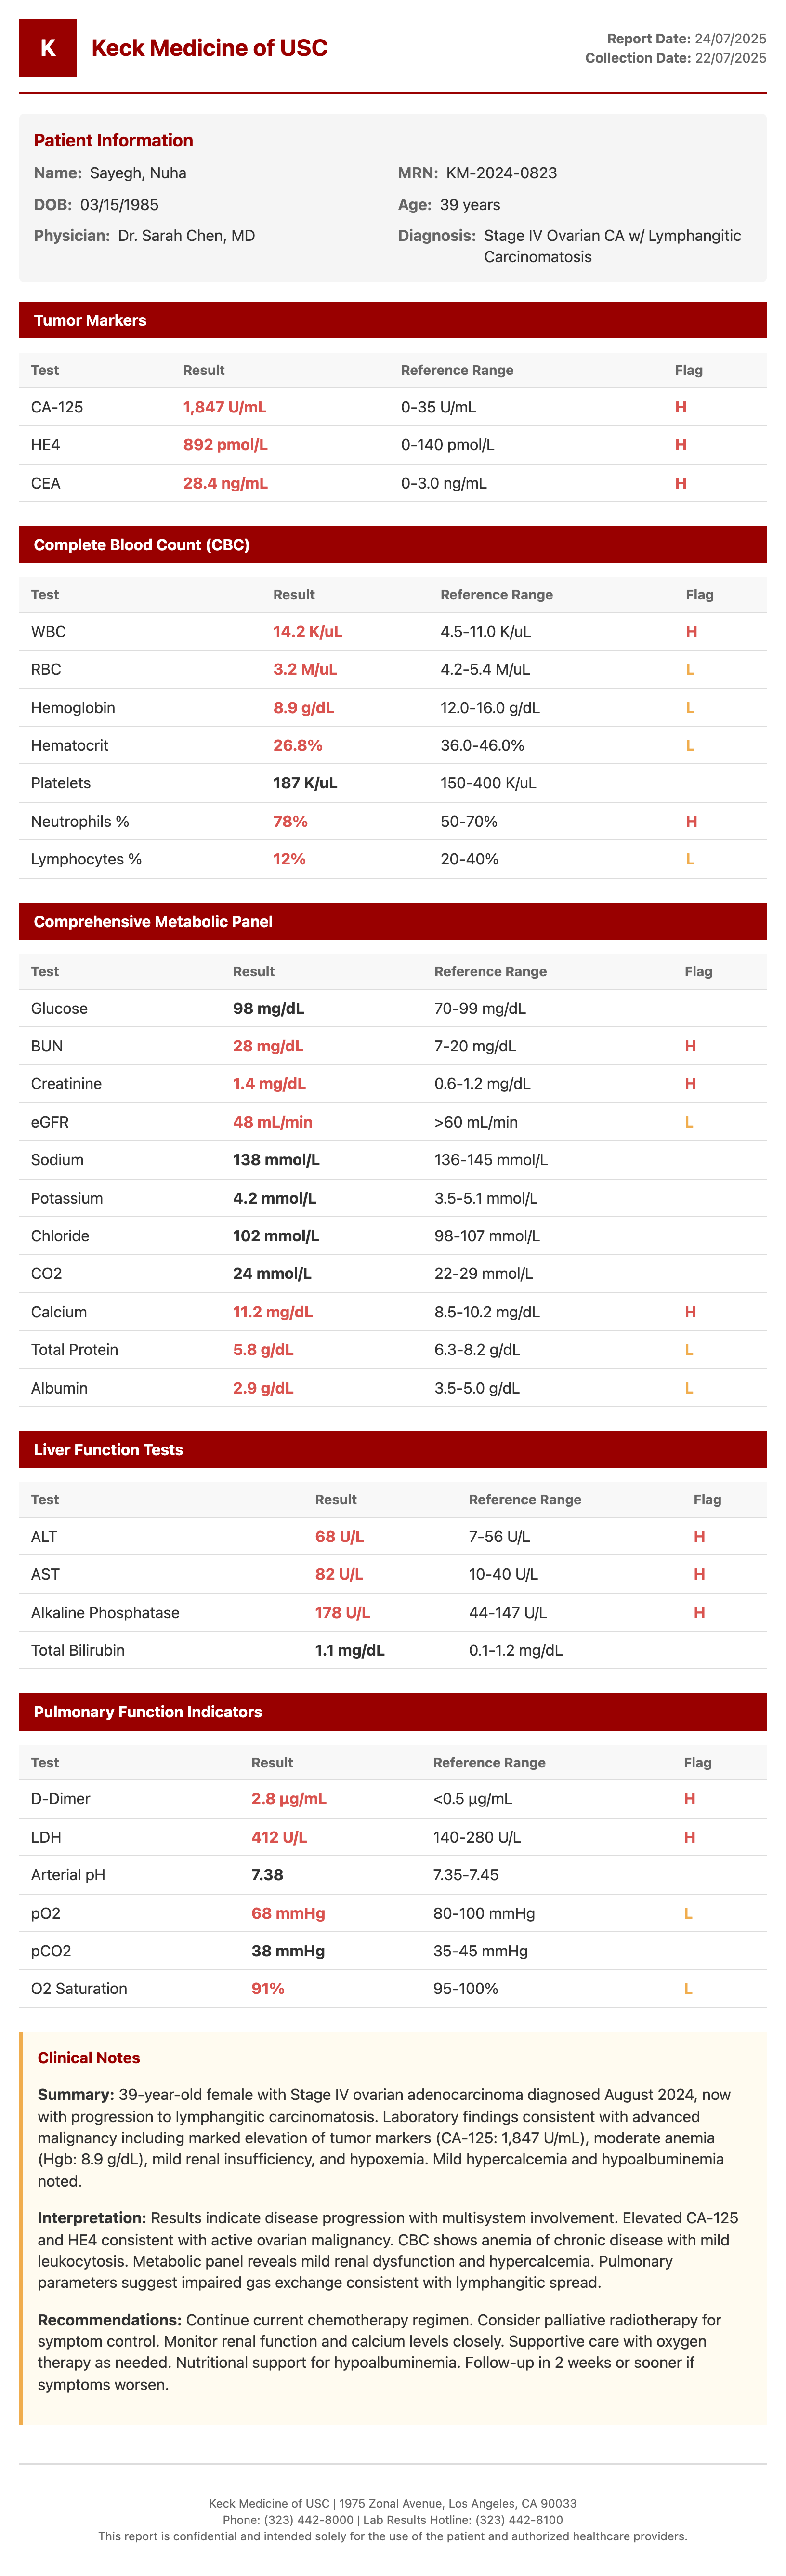 K
Keck Medicine of USC
Report Date: 24/07/2025
Collection Date: 22/07/2025
Patient Information
Name: Sayegh, Nuha
MRN: KM-2024-0823
DOB: 03/15/1985
Age: 39 years
Physician: Dr. Sarah Chen, MD
Diagnosis: Stage IV Ovarian CA w/ Lymphangitic
Carcinomatosis
Tumor Markers
Test Result Reference Range Flag
CA-125 1,847 U/mL 0-35 U/mL H
HE4 892 pmol/L 0-140 pmol/L H
CEA 28.4 ng/mL 0-3.0 ng/mL H
Complete Blood Count (CBC)
Test Result Reference Range Flag
WBC 14.2 K/uL 4.5-11.0 K/uL H
RBC 3.2 M/uL 4.2-5.4 M/uL L
Hemoglobin 8.9 g/dL 12.0-16.0 g/dL L
Hematocrit 26.8% 36.0-46.0% L
Platelets 187 K/uL 150-400 K/uL
Neutrophils % 78% 50-70% H
Lymphocytes % 12% 20-40% L
Comprehensive Metabolic Panel
Test Result Reference Range Flag
Glucose 98 mg/dL 70-99 mg/dL
BUN 28 mg/dL 7-20 mg/dL H
Creatinine 1.4 mg/dL 0.6-1.2 mg/dL H
eGFR 48 mL/min >60 mL/min L
Sodium 138 mmol/L 136-145 mmol/L
Potassium 4.2 mmol/L 3.5-5.1 mmol/L
Chloride 102 mmol/L 98-107 mmol/L
CO2 24 mmol/L 22-29 mmol/L
Calcium 11.2 mg/dL 8.5-10.2 mg/dL H
Total Protein 5.8 g/dL 6.3-8.2 g/dL L
Albumin 2.9 g/dL 3.5-5.0 g/dL L
Liver Function Tests
Test Result Reference Range Flag
ALT 68 U/L 7-56 U/L H
AST 82 U/L 10-40 U/L H
Alkaline Phosphatase 178 U/L 44-147 U/L H
Total Bilirubin 1.1 mg/dL 0.1-1.2 mg/dL
Pulmonary Function Indicators
Test Result Reference Range Flag
D-Dimer 2.8 µg/mL <0.5 µg/mL H
LDH 412 U/L 140-280 U/L H
Arterial pH 7.38 7.35-7.45
pO2 68 mmHg 80-100 mmHg L
pCO2 38 mmHg 35-45 mmHg
O2 Saturation 91% 95-100% L
Clinical Notes
Summary: 39-year-old female with Stage IV ovarian adenocarcinoma diagnosed August 2024, now
with progression to lymphangitic carcinomatosis. Laboratory findings consistent with advanced
malignancy including marked elevation of tumor markers (CA-125: 1,847 U/mL), moderate anemia
(Hgb: 8.9 g/dL), mild renal insufficiency, and hypoxemia. Mild hypercalcemia and hypoalbuminemia
noted.
Interpretation: Results indicate disease progression with multisystem involvement. Elevated CA-125
and HE4 consistent with active ovarian malignancy. CBC shows anemia of chronic disease with mild
leukocytosis. Metabolic panel reveals mild renal dysfunction and hypercalcemia. Pulmonary
parameters suggest impaired gas exchange consistent with lymphangitic spread.
Recommendations: Continue current chemotherapy regimen. Consider palliative radiotherapy for
symptom control. Monitor renal function and calcium levels closely. Supportive care with oxygen
therapy as needed. Nutritional support for hypoalbuminemia. Follow-up in 2 weeks or sooner if
symptoms worsen.
Keck Medicine of USC | 1975 Zonal Avenue, Los Angeles, CA 90033
Phone: (323) 442-8000 | Lab Results Hotline: (323) 442-8100
This report is confidential and intended solely for the use of the patient and authorized healthcare providers.